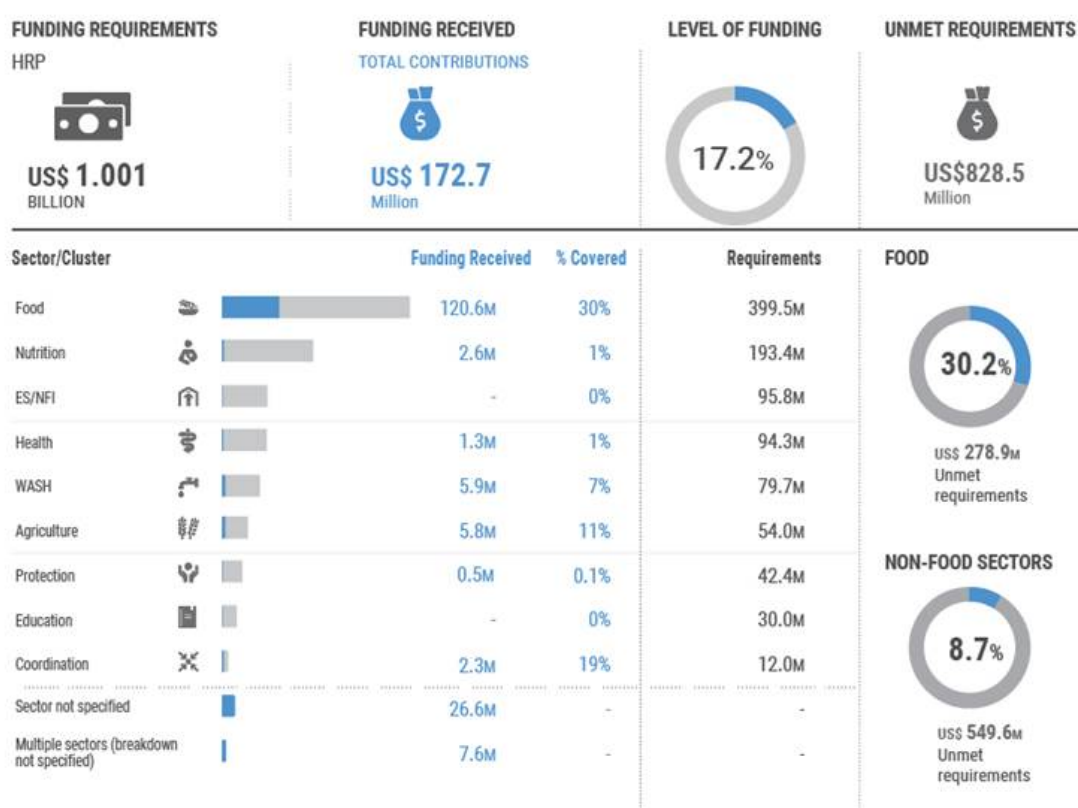 FUNDING REQUIREMENTS
HRP
US$ 1.001
BILLION
FUNDING RECEIVED
TOTAL CONTRIBUTIONS
$
US$ 172.7
Million
LEVEL OF FUNDING
17.2%
UNMET REQUIREMENTS
$
US$828.5
Million
Sector/Cluster Funding Received % Covered Requirements
Food 120.6M 30% 399.5M
Nutrition 2.6M 1% 193.4M
ES/NFI - 0% 95.8M
Health 1.3M 1% 94.3M
WASH 5.9M 7% 79.7M
Agriculture 5.8M 11% 54.0M
Protection 0.5M 0.1% 42.4M
Education - 0% 30.0M
Coordination 2.3M 19% 12.0M
Sector not specified 26.6M - -
Multiple sectors (breakdown
not specified) 7.6M - -
FOOD
30.2%
US$ 278.9M
Unmet
requirements
NON-FOOD SECTORS
8.7%
US$ 549.6M
Unmet
requirements